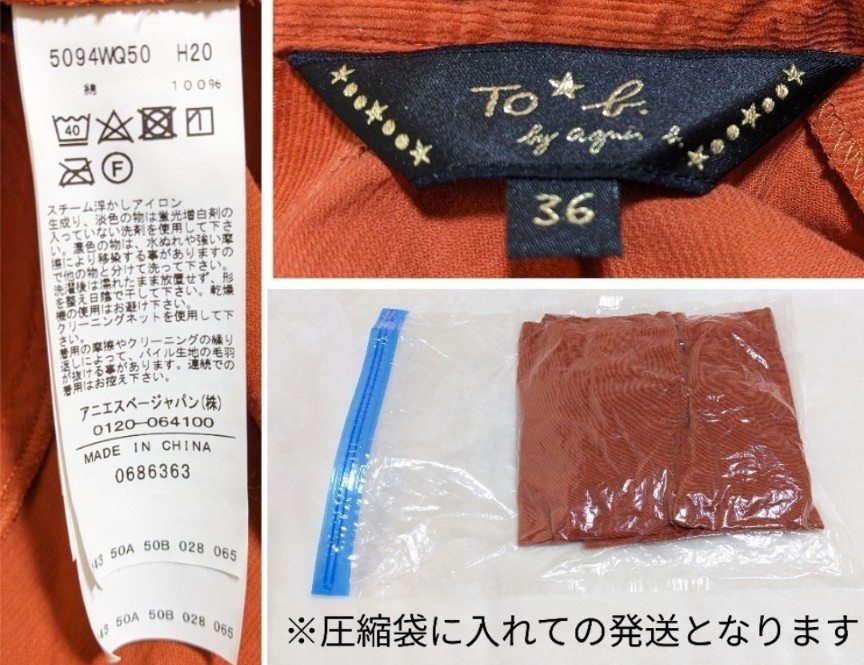 5094WQ50 H20
綿 100%
40
F
スチーム浮かしアイロン
生成り、淡色の物は蛍光増白剤の
入っていない洗剤を使用して下さ
い。濃色の物は、水ぬれや強い摩
擦により移染する事がありますの
で他の物と分けて洗って下さい。
洗濯後は濡れたまま放置せず、形
を整え日陰で干して下さい。乾燥
機の使用はお避け下さい。
クリーニングネットを使用して下
さい。
着用の摩擦やクリーニングの繰り
返しによって、パイル生地の毛羽
が抜ける事があります。連続での
着用はお控え下さい。
アニエスベージャパン(株)
0120-064100
MADE IN CHINA
0686363
43 50A 50B 028 065
43 50A 50B 028 065
TO★b.
by agnès b.
36
※圧縮袋に入れての発送となります